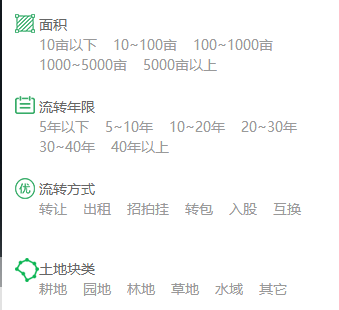 面积
10亩以下 10~100亩 100~1000亩
1000~5000亩 5000亩以上
流转年限
5年以下 5~10年 10~20年 20~30年
30~40年 40年以上
优 流转方式
转让 出租 招拍挂 转包 入股 互换
土地块类
耕地 园地 林地 草地 水域 其它